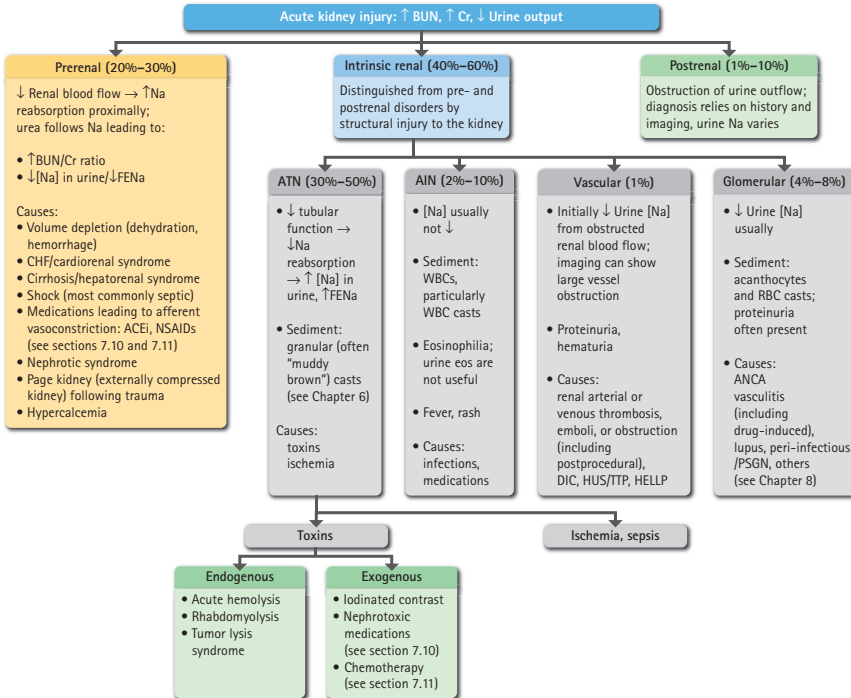 Acute kidney injury: ↑ BUN, ↑ Cr, ↓ Urine output
Prerenal (20%–30%)
↓ Renal blood flow → ↑Na
reabsorption proximally;
urea follows Na leading to:
• ↑BUN/Cr ratio
• ↓[Na] in urine/↓FENa
Causes:
• Volume depletion (dehydration,
hemorrhage)
• CHF/cardiorenal syndrome
• Cirrhosis/hepatorenal syndrome
• Shock (most commonly septic)
• Medications leading to afferent
vasoconstriction: ACEi, NSAIDs
(see sections 7.10 and 7.11)
• Nephrotic syndrome
• Page kidney (externally compressed
kidney) following trauma
• Hypercalcemia
Intrinsic renal (40%–60%)
Distinguished from pre- and
postrenal disorders by
structural injury to the kidney
Postrenal (1%–10%)
Obstruction of urine outflow;
diagnosis relies on history and
imaging, urine Na varies
ATN (30%–50%)
• ↓ tubular
function →
↓Na
reabsorption
→ ↑ [Na] in
urine, ↑FENa
• Sediment:
granular (often
“muddy
brown”) casts
(see Chapter 6)
Causes:
toxins
ischemia
AIN (2%–10%)
• [Na] usually
not ↓
• Sediment:
WBCs,
particularly
WBC casts
• Eosinophilia;
urine eos are
not useful
• Fever, rash
• Causes:
infections,
medications
Vascular (1%)
• Initially ↓ Urine [Na]
from obstructed
renal blood flow;
imaging can show
large vessel
obstruction
• Proteinuria,
hematuria
• Causes:
renal arterial or
venous thrombosis,
emboli, or obstruction
(including
postprocedural),
DIC, HUS/TTP, HELLP
Glomerular (4%–8%)
• ↓ Urine [Na]
usually
• Sediment:
acanthocytes
and RBC casts;
proteinuria
often present
• Causes:
ANCA
vasculitis
(including
drug-induced),
lupus, peri-infectious
/PSGN, others
(see Chapter 8)
Toxins
Ischemia, sepsis
Endogenous
• Acute hemolysis
• Rhabdomyolysis
• Tumor lysis
syndrome
Exogenous
• Iodinated contrast
• Nephrotoxic
medications
(see section 7.10)
• Chemotherapy
(see section 7.11)